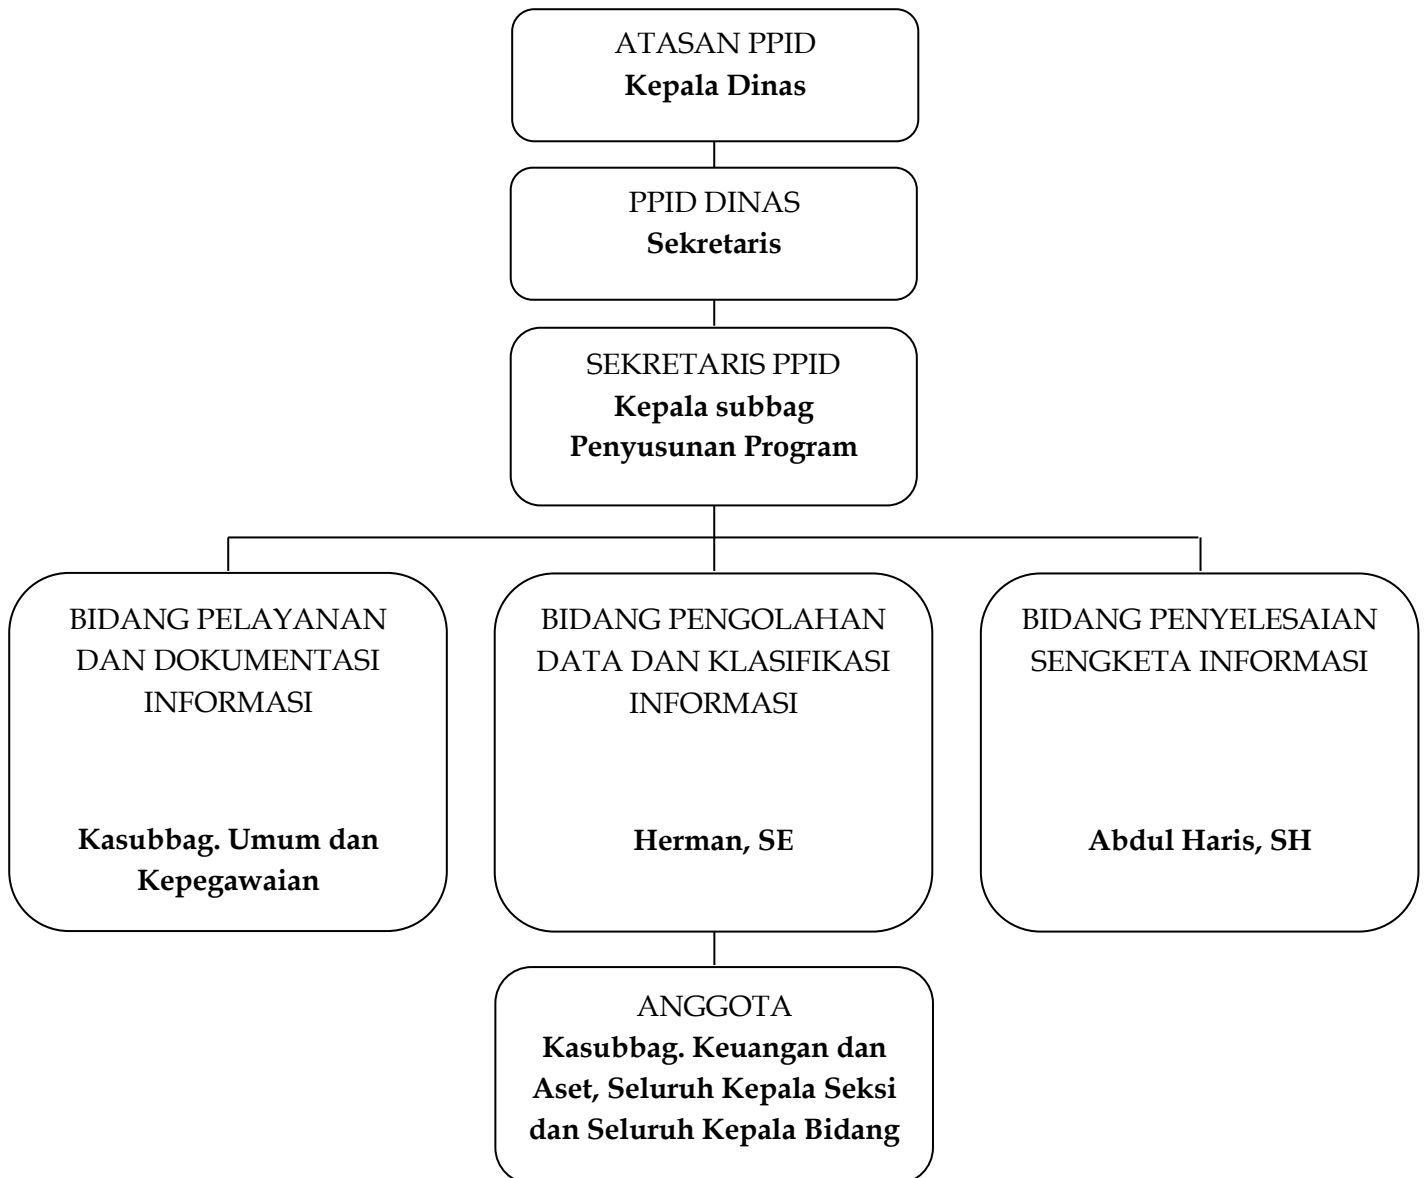 ATASAN PPID
Kepala Dinas
PPID DINAS
Sekretaris
SEKRETARIS PPID
Kepala subbag
Penyusunan Program
BIDANG PELAYANAN
DAN DOKUMENTASI
INFORMASI
Kasubbag. Umum dan
Kepegawaian
BIDANG PENGOLAHAN
DATA DAN KLASIFIKASI
INFORMASI
Herman, SE
BIDANG PENYELESAIAN
SENGKETA INFORMASI
Abdul Haris, SH
ANGGOTA
Kasubbag. Keuangan dan
Aset, Seluruh Kepala Seksi
dan Seluruh Kepala Bidang